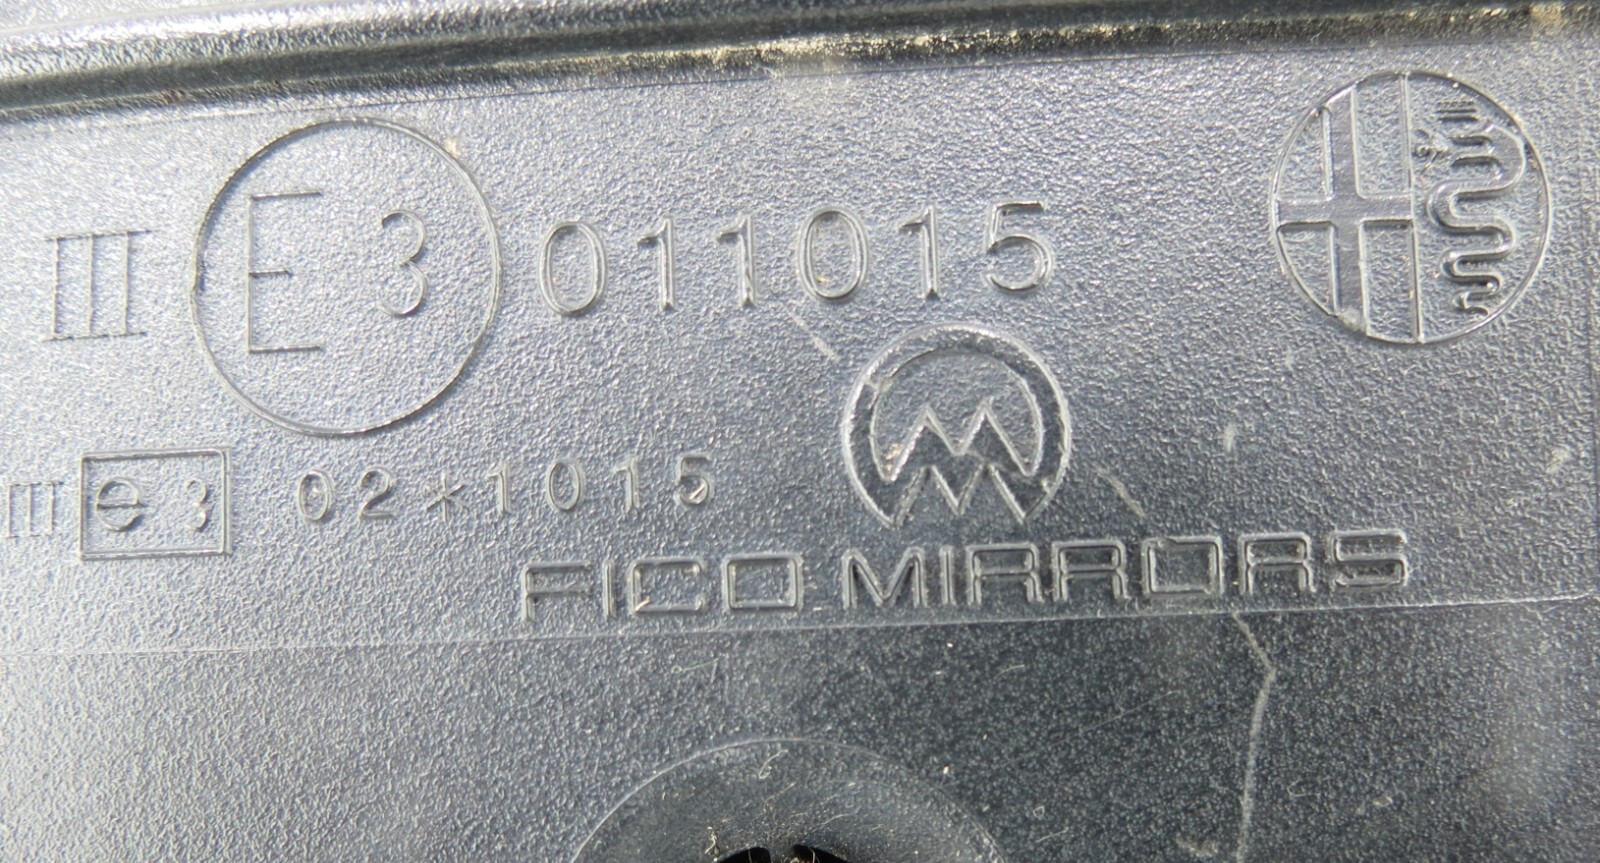 III E3 011015
III e3 02*1015
FICO MIRRORS